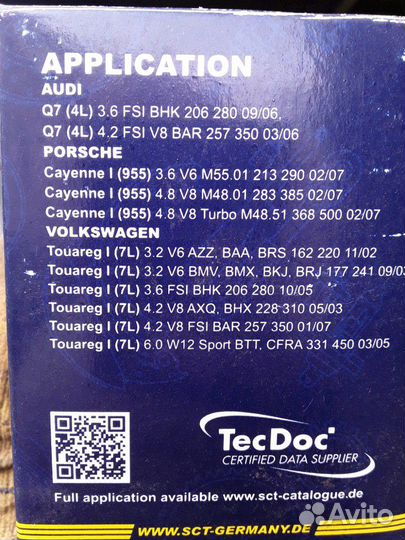 APPLICATION
AUDI
Q7 (4L) 3.6 FSI BHK 206 280 09/06,
Q7 (4L) 4.2 FSI V8 BAR 257 350 03/06
PORSCHE
Cayenne I (955) 3.6 V6 M55.01 213 290 02/07
Cayenne I (955) 4.8 V8 M48.01 283 385 02/07
Cayenne I (955) 4.8 V8 Turbo M48.51 368 500 02/07
VOLKSWAGEN
Touareg I (7L) 3.2 V6 AZZ, BAA, BRS 162 220 11/02
Touareg I (7L) 3.2 V6 BMV, BMX, BKJ, BRJ 177 241 09/03
Touareg I (7L) 3.6 FSI BHK 206 280 10/05
Touareg I (7L) 4.2 V8 AXQ, BHX 228 310 05/03
Touareg I (7L) 4.2 V8 FSI BAR 257 350 01/07
Touareg I (7L) 6.0 W12 Sport BTT, CFRA 331 450 03/05
TecDoc
CERTIFIED DATA SUPPLIER
Full application available www.sct-catalogue.de
WWW.SCT-GERMANY.DE
Avito